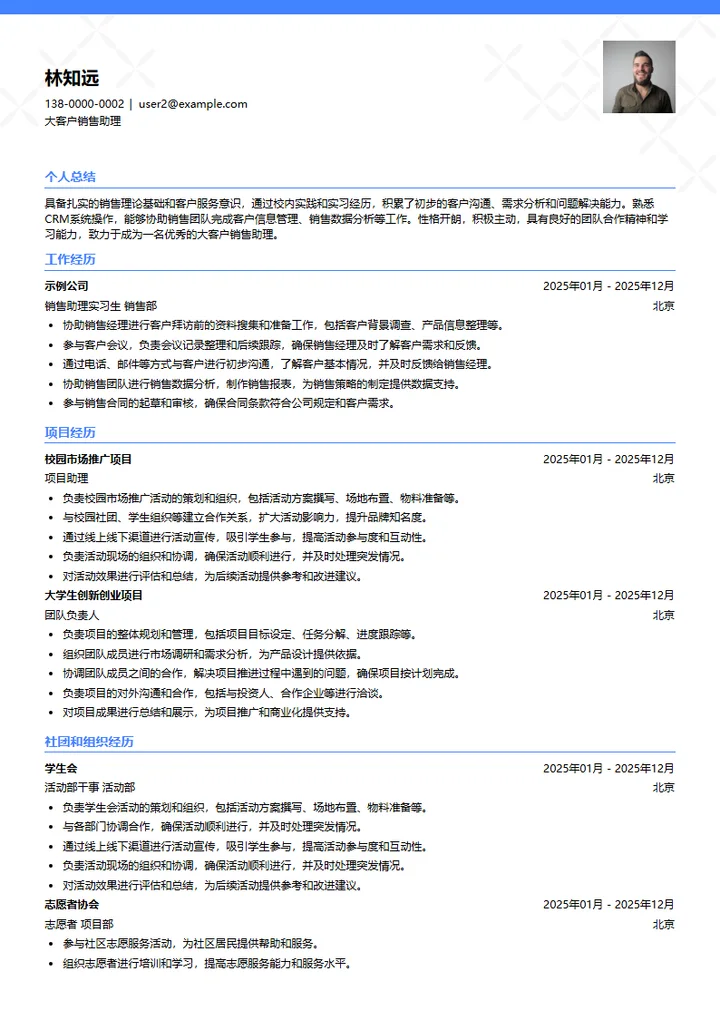 林知远
138-0000-0002 | user2@example.com
大客户销售助理
个人总结
具备扎实的销售理论基础和客户服务意识，通过校内实践和实习经历，积累了初步的客户沟通、需求分析和问题解决能力。熟悉
CRM系统操作，能够协助销售团队完成客户信息管理、销售数据分析等工作。性格开朗，积极主动，具有良好的团队合作精神和学
习能力，致力于成为一名优秀的大客户销售助理。
工作经历
示例公司 2025年01月 - 2025年12月
销售助理实习生 销售部 北京
• 协助销售经理进行客户拜访前的资料搜集和准备工作，包括客户背景调查、产品信息整理等。
• 参与客户会议，负责会议记录整理和后续跟踪，确保销售经理及时了解客户需求和反馈。
• 通过电话、邮件等方式与客户进行初步沟通，了解客户基本情况，并及时反馈给销售经理。
• 协助销售团队进行销售数据分析，制作销售报表，为销售策略的制定提供数据支持。
• 参与销售合同的起草和审核，确保合同条款符合公司规定和客户需求。
项目经历
校园市场推广项目 2025年01月 - 2025年12月
项目助理 北京
• 负责校园市场推广活动的策划和组织，包括活动方案撰写、场地布置、物料准备等。
• 与校园社团、学生组织等建立合作关系，扩大活动影响力，提升品牌知名度。
• 通过线上线下渠道进行活动宣传，吸引学生参与，提高活动参与度和互动性。
• 负责活动现场的组织和协调，确保活动顺利进行，并及时处理突发情况。
• 对活动效果进行评估和总结，为后续活动提供参考和改进建议。
大学生创新创业项目 2025年01月 - 2025年12月
团队负责人 北京
• 负责项目的整体规划和管理，包括项目目标设定、任务分解、进度跟踪等。
• 组织团队成员进行市场调研和需求分析，为产品设计提供依据。
• 协调团队成员之间的合作，解决项目推进过程中遇到的问题，确保项目按计划完成。
• 负责项目的对外沟通和合作，包括与投资人、合作企业等进行洽谈。
• 对项目成果进行总结和展示，为项目推广和商业化提供支持。
社团和组织经历
学生会 2025年01月 - 2025年12月
活动部干事 活动部 北京
• 负责学生会活动的策划和组织，包括活动方案撰写、场地布置、物料准备等。
• 与各部门协调合作，确保活动顺利进行，并及时处理突发情况。
• 通过线上线下渠道进行活动宣传，吸引学生参与，提高活动参与度和互动性。
• 负责活动现场的组织和协调，确保活动顺利进行，并及时处理突发情况。
• 对活动效果进行评估和总结，为后续活动提供参考和改进建议。
志愿者协会 2025年01月 - 2025年12月
志愿者 项目部 北京
• 参与社区志愿服务活动，为社区居民提供帮助和服务。
• 组织志愿者进行培训和学习，提高志愿服务能力和服务水平。